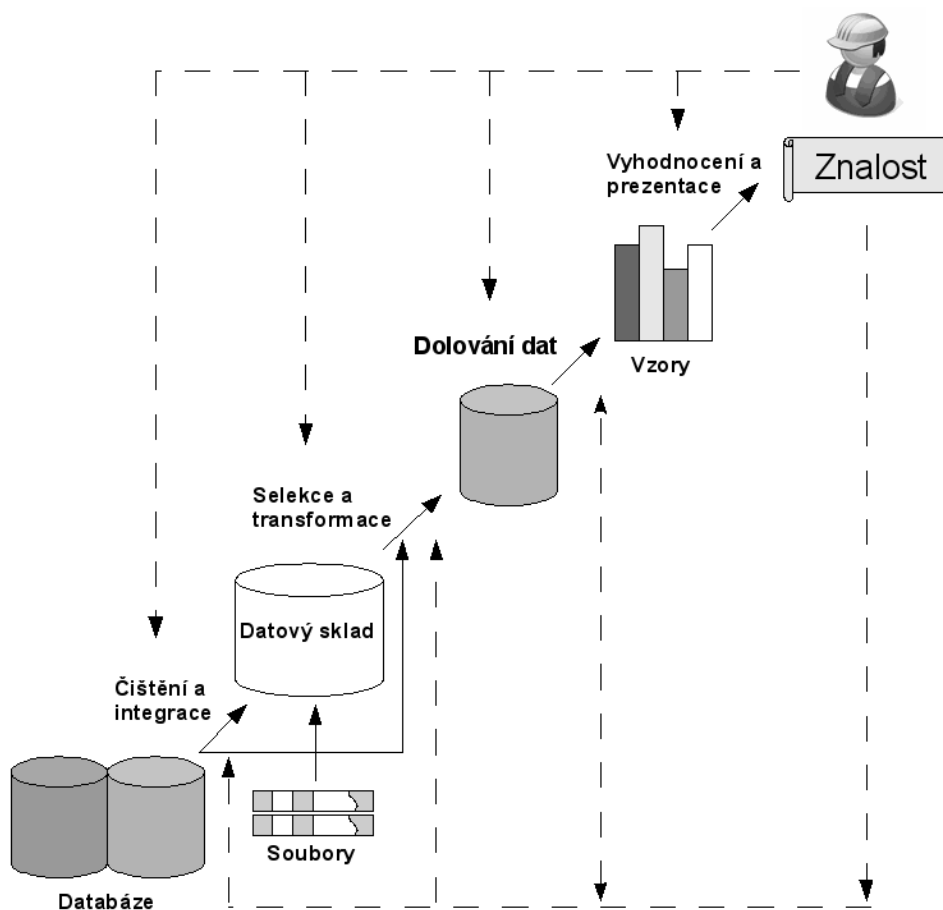 Vyhodnocení a
prezentace
Znalost
Dolování dat
Vzory
Selekce a
transformace
Datový sklad
Čištění a
integrace
Soubory
Databáze